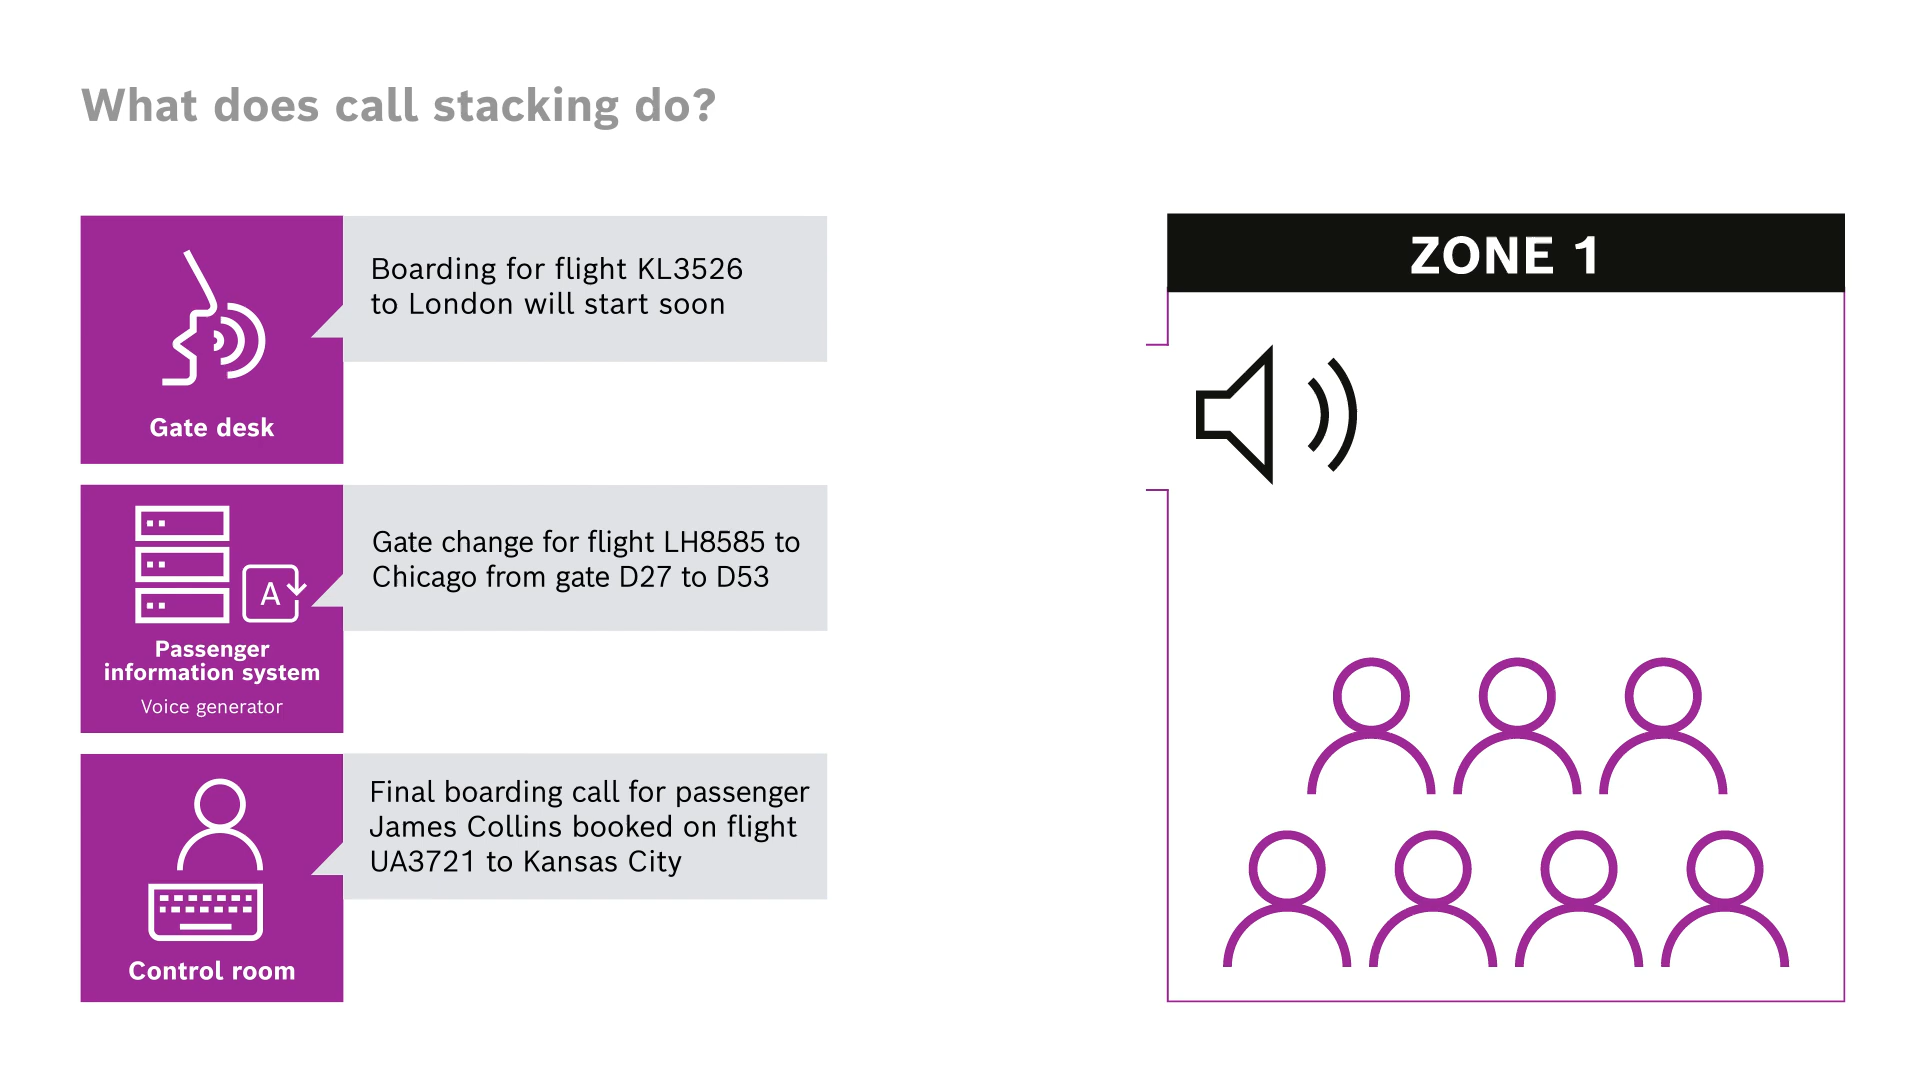 What does call stacking do?
Gate desk
Boarding for flight KL3526
to London will start soon
A
Passenger
information system
Voice generator
Gate change for flight LH8585 to
Chicago from gate D27 to D53
Control room
Final boarding call for passenger
James Collins booked on flight
UA3721 to Kansas City
ZONE 1